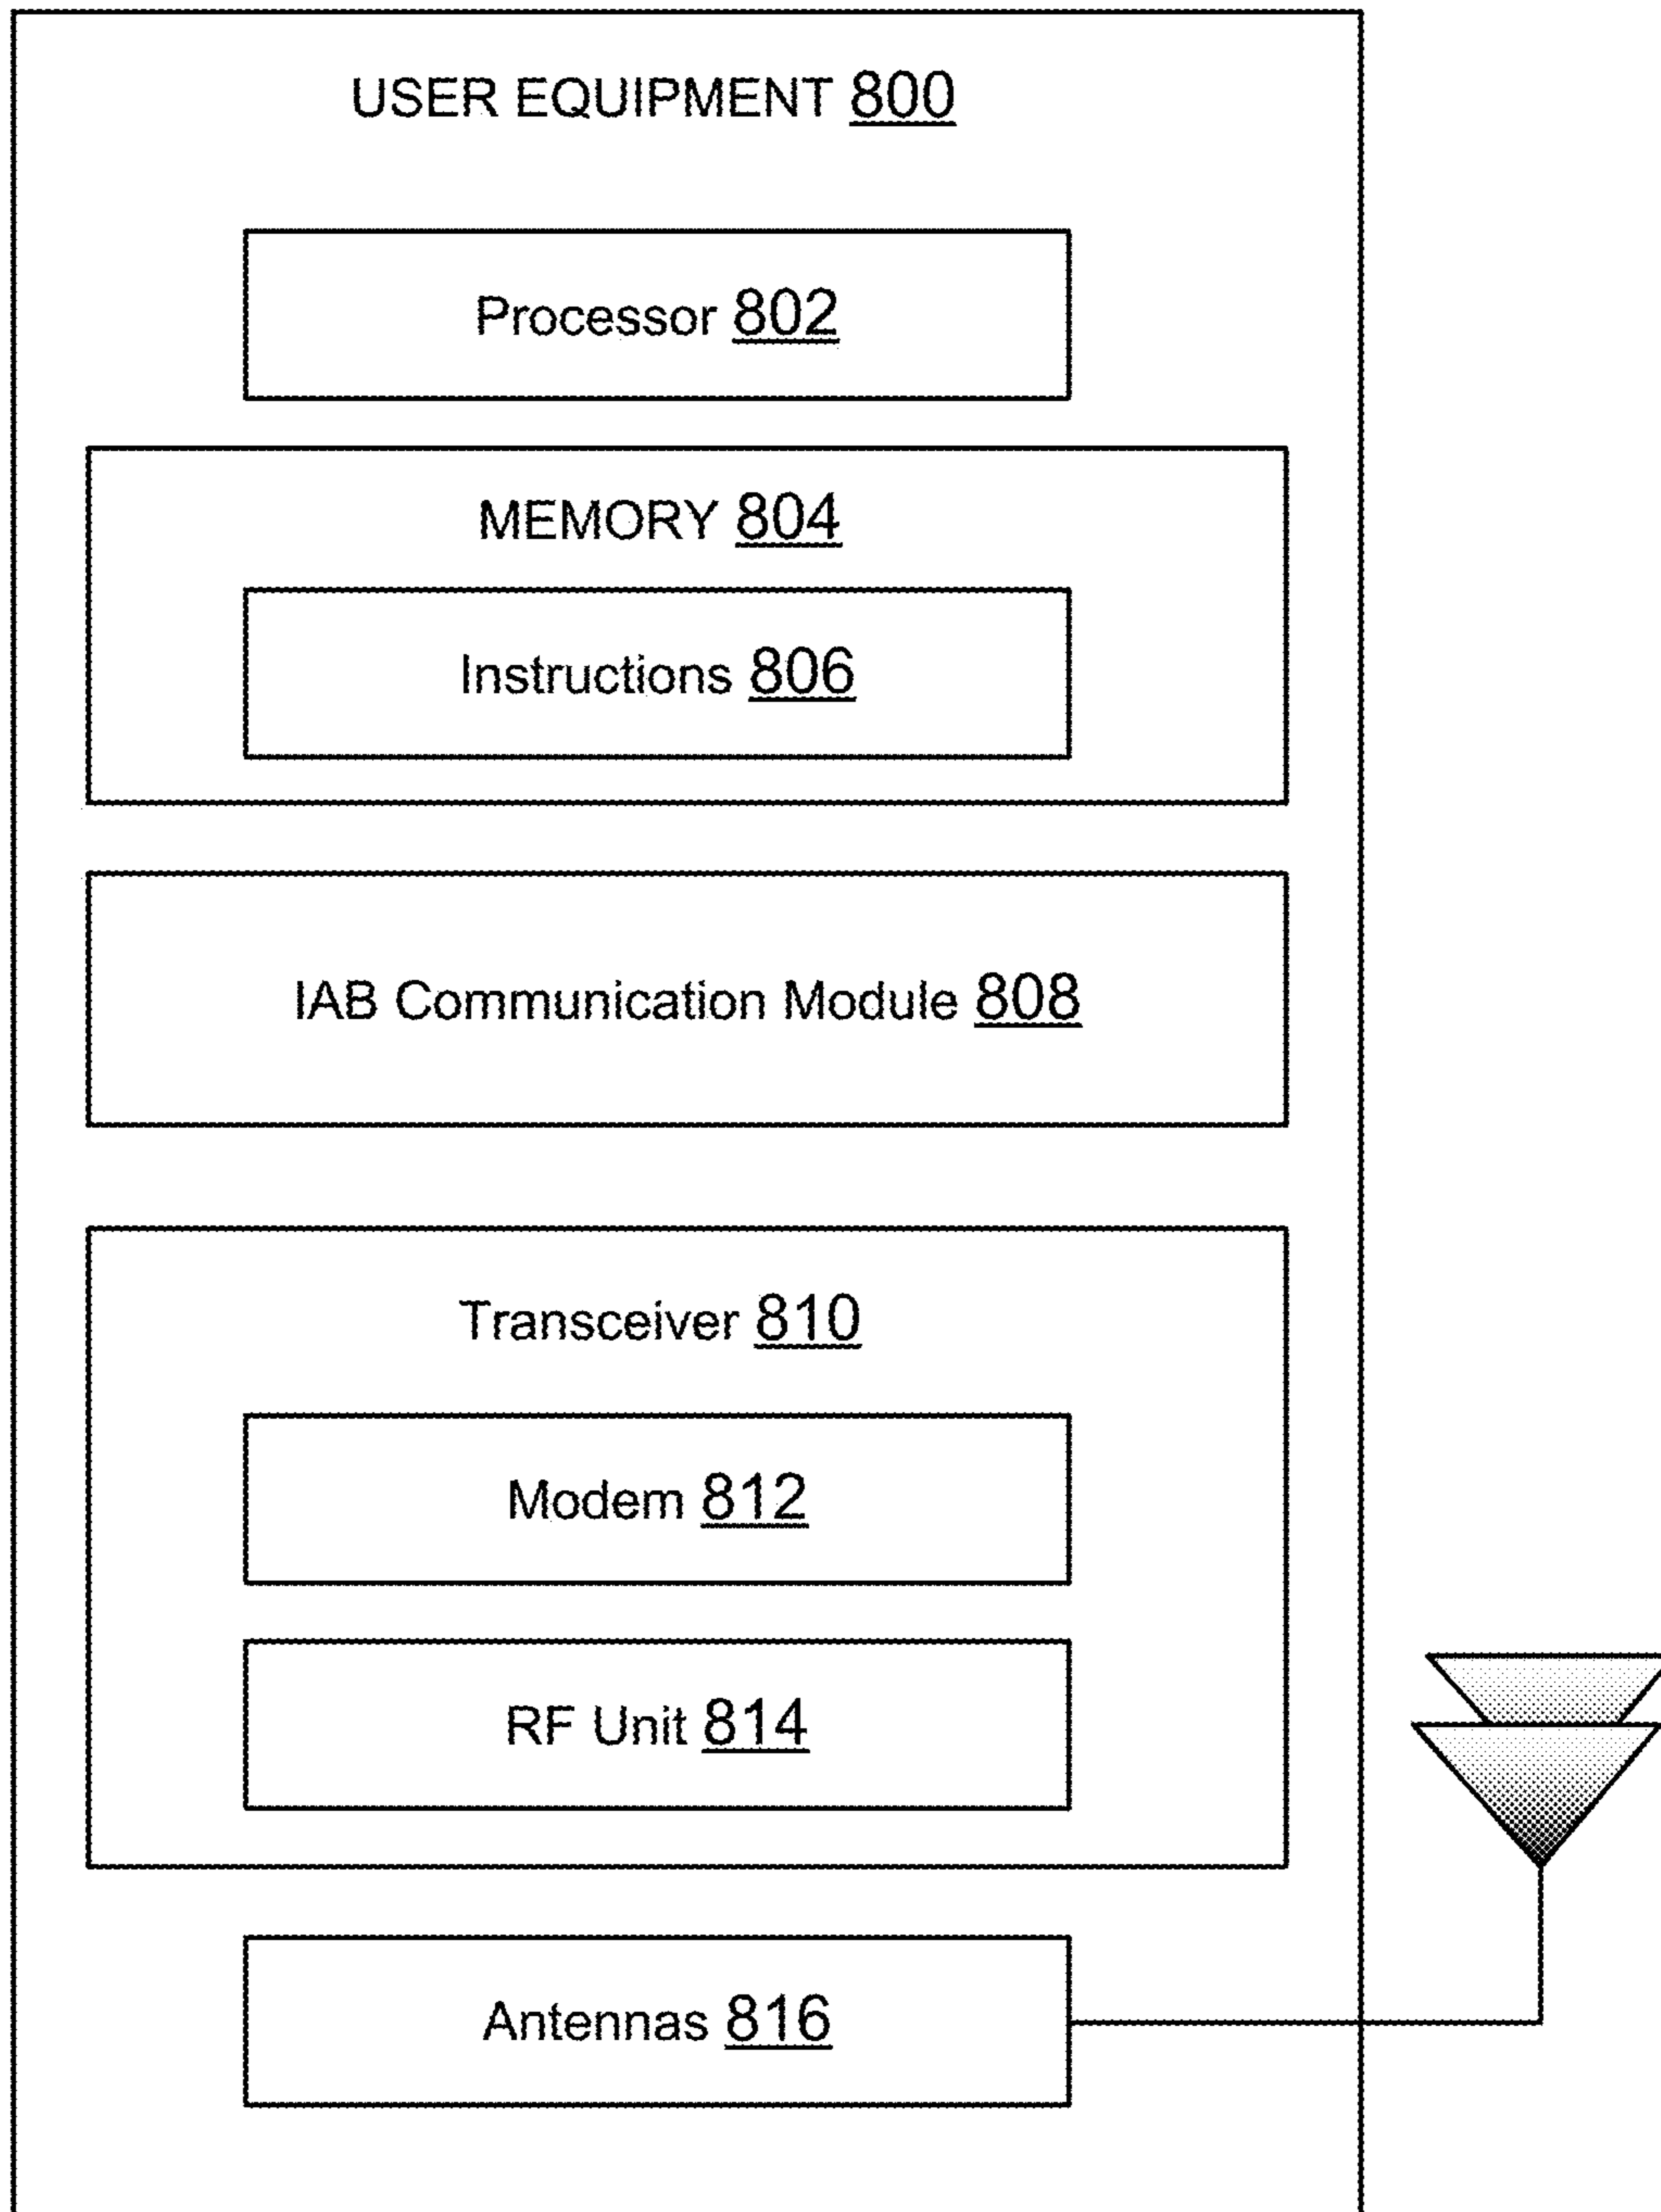 USER EQUIPMENT 800
Processor 802
MEMORY 804
Instructions 806
IAB Communication Module 808
Transceiver 810
Modem 812
RF Unit 814
Antennas 816